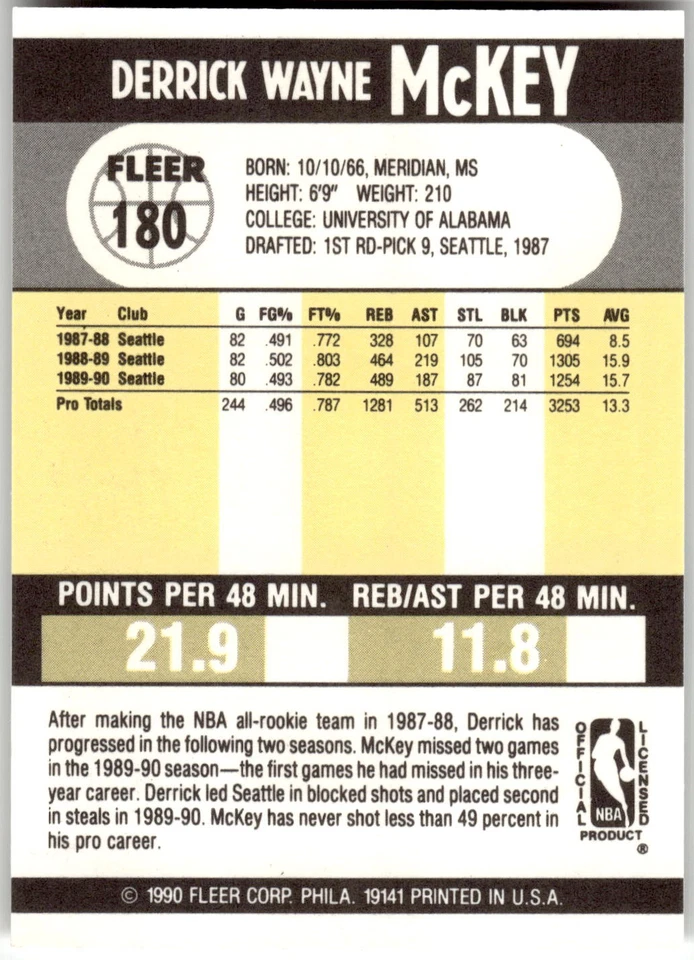 DERRICK WAYNE McKEY
FLEER
180
BORN: 10/10/66, MERIDIAN, MS
HEIGHT: 6'9" WEIGHT: 210
COLLEGE: UNIVERSITY OF ALABAMA
DRAFTED: 1ST RD-PICK 9, SEATTLE, 1987
Year Club G FG% FT% REB AST STL BLK PTS AVG
1987-88 Seattle 82 .491 .772 328 107 70 63 694 8.5
1988-89 Seattle 82 .502 .803 464 219 105 70 1305 15.9
1989-90 Seattle 80 .493 .782 489 187 87 81 1254 15.7
Pro Totals 244 .496 .787 1281 513 262 214 3253 13.3
POINTS PER 48 MIN. REB/AST PER 48 MIN.
21.9 11.8
After making the NBA all-rookie team in 1987-88, Derrick has
progressed in the following two seasons. McKey missed two games
in the 1989-90 season—the first games he had missed in his three-
year career. Derrick led Seattle in blocked shots and placed second
in steals in 1989-90. McKey has never shot less than 49 percent in
his pro career.
OFFICIAL
LICENSED
NBA
PRODUCT
®
© 1990 FLEER CORP. PHILA. 19141 PRINTED IN U.S.A.